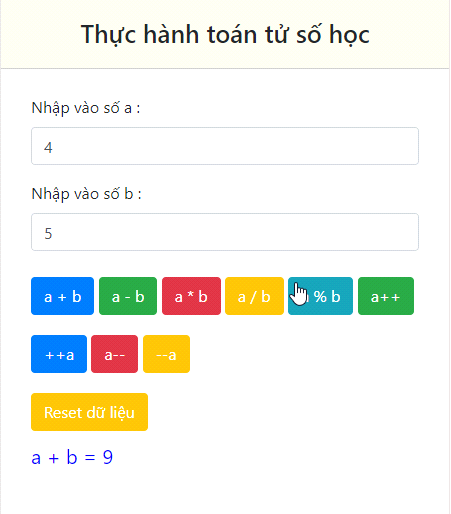 Thực hành toán tử số học
Nhập vào số a :
4
Nhập vào số b :
5
a + b a - b a * b a / b % b a++
++a a-- --a
Reset dữ liệu
a + b = 9